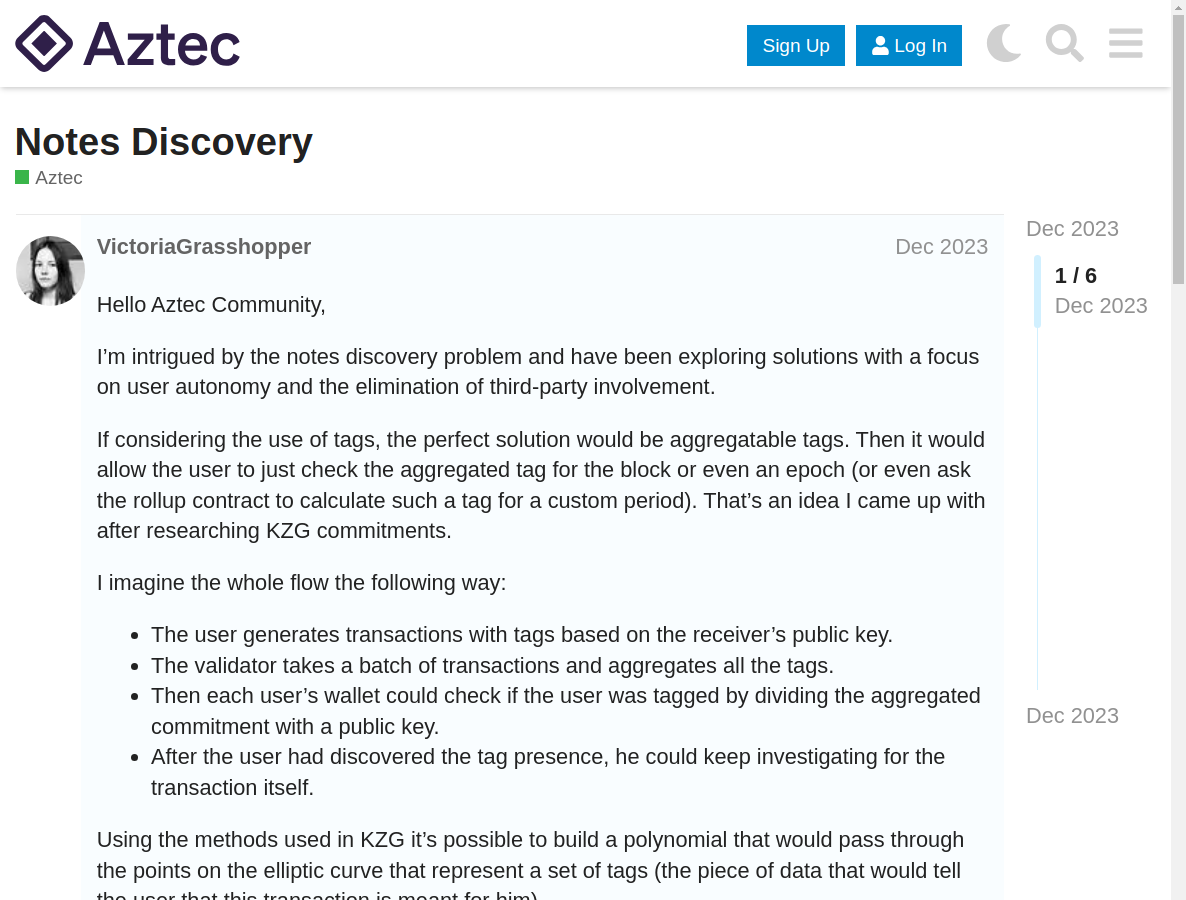 Aztec
Sign Up
Log In
Notes Discovery
Aztec
VictoriaGrasshopper
Dec 2023
Hello Aztec Community,
I’m intrigued by the notes discovery problem and have been exploring solutions with a focus
on user autonomy and the elimination of third-party involvement.
If considering the use of tags, the perfect solution would be aggregatable tags. Then it would
allow the user to just check the aggregated tag for the block or even an epoch (or even ask
the rollup contract to calculate such a tag for a custom period). That’s an idea I came up with
after researching KZG commitments.
I imagine the whole flow the following way:
• The user generates transactions with tags based on the receiver’s public key.
• The validator takes a batch of transactions and aggregates all the tags.
• Then each user’s wallet could check if the user was tagged by dividing the aggregated
commitment with a public key.
• After the user had discovered the tag presence, he could keep investigating for the
transaction itself.
Using the methods used in KZG it’s possible to build a polynomial that would pass through
the points on the elliptic curve that represent a set of tags (the piece of data that would tell
the user that this transaction is meant for him)
Dec 2023
1 / 6
Dec 2023
Dec 2023